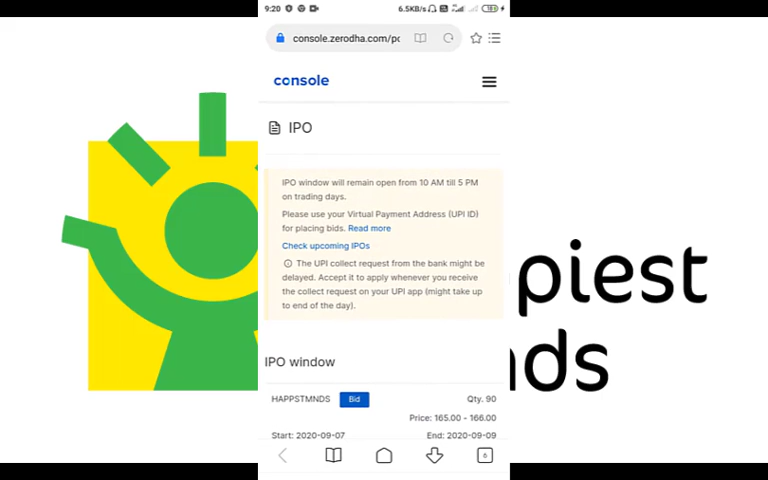 9:20
6.5KB/s
console.zerodha.com/pc
console
IPO
IPO window will remain open from 10 AM till 5 PM
on trading days.
Please use your Virtual Payment Address (UPI ID)
for placing bids. Read more
Check upcoming IPOs
The UPI collect request from the bank might be
delayed. Accept it to apply whenever you receive
the collect request on your UPI app (might take up
to end of the day).
IPO window
HAPPSTMNDS Bid Qty. 90
Price: 165.00 - 166.00
Start: 2020-09-07 End: 2020-09-09
6
ppiest
nds